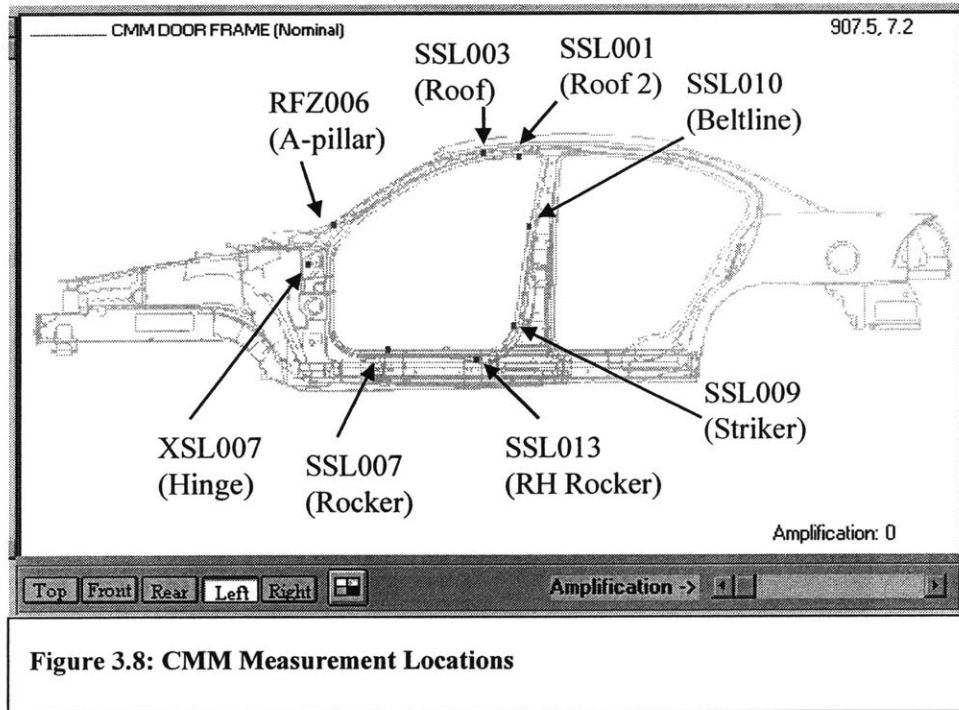 CMM DOOR FRAME (Nominal)
907.5, 7.2
SSL003
(Roof)
SSL001
(Roof 2)
SSL010
(Beltline)
RFZ006
(A-pillar)
XSL007
(Hinge)
SSL007
(Rocker)
SSL013
(RH Rocker)
SSL009
(Striker)
Amplification: 0
Top Front Rear Left Right Amplification ->
Figure 3.8: CMM Measurement Locations